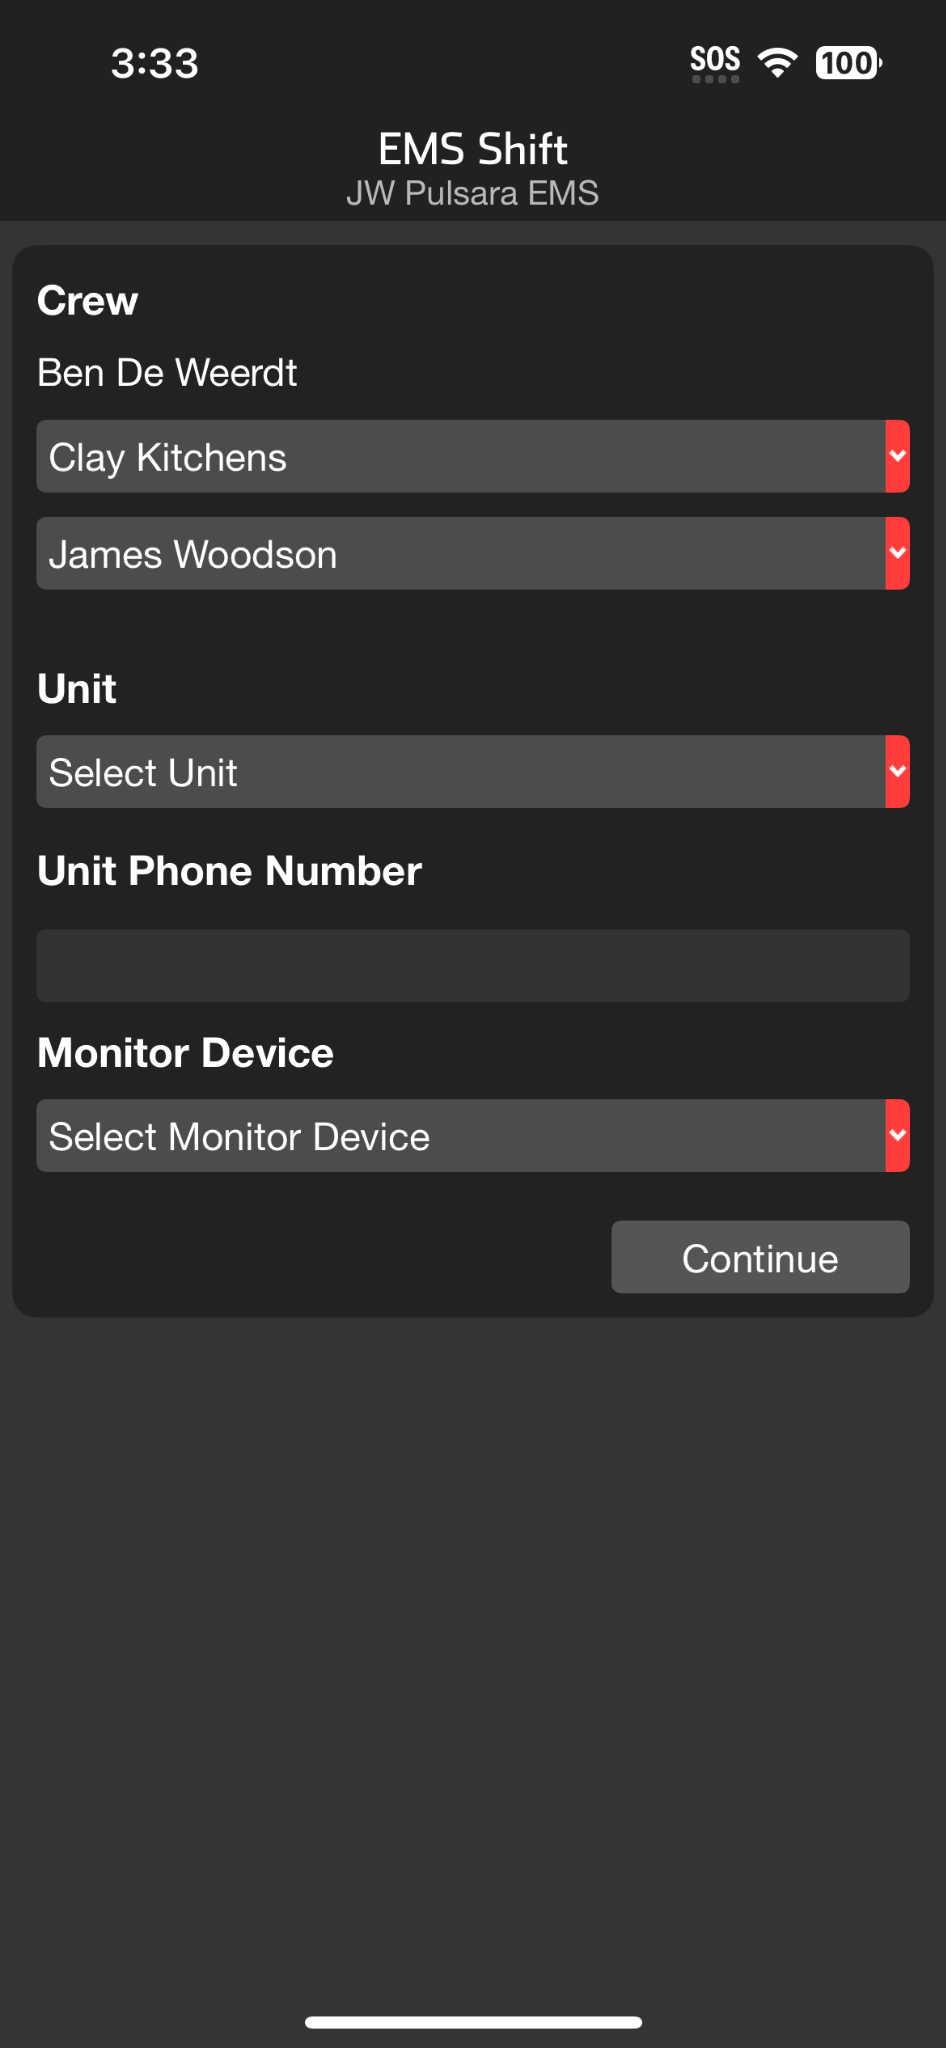 3:33
SOS
100
EMS Shift
JW Pulsara EMS
Crew
Ben De Weerdt
Clay Kitchens
James Woodson
Unit
Select Unit
Unit Phone Number
Monitor Device
Select Monitor Device
Continue